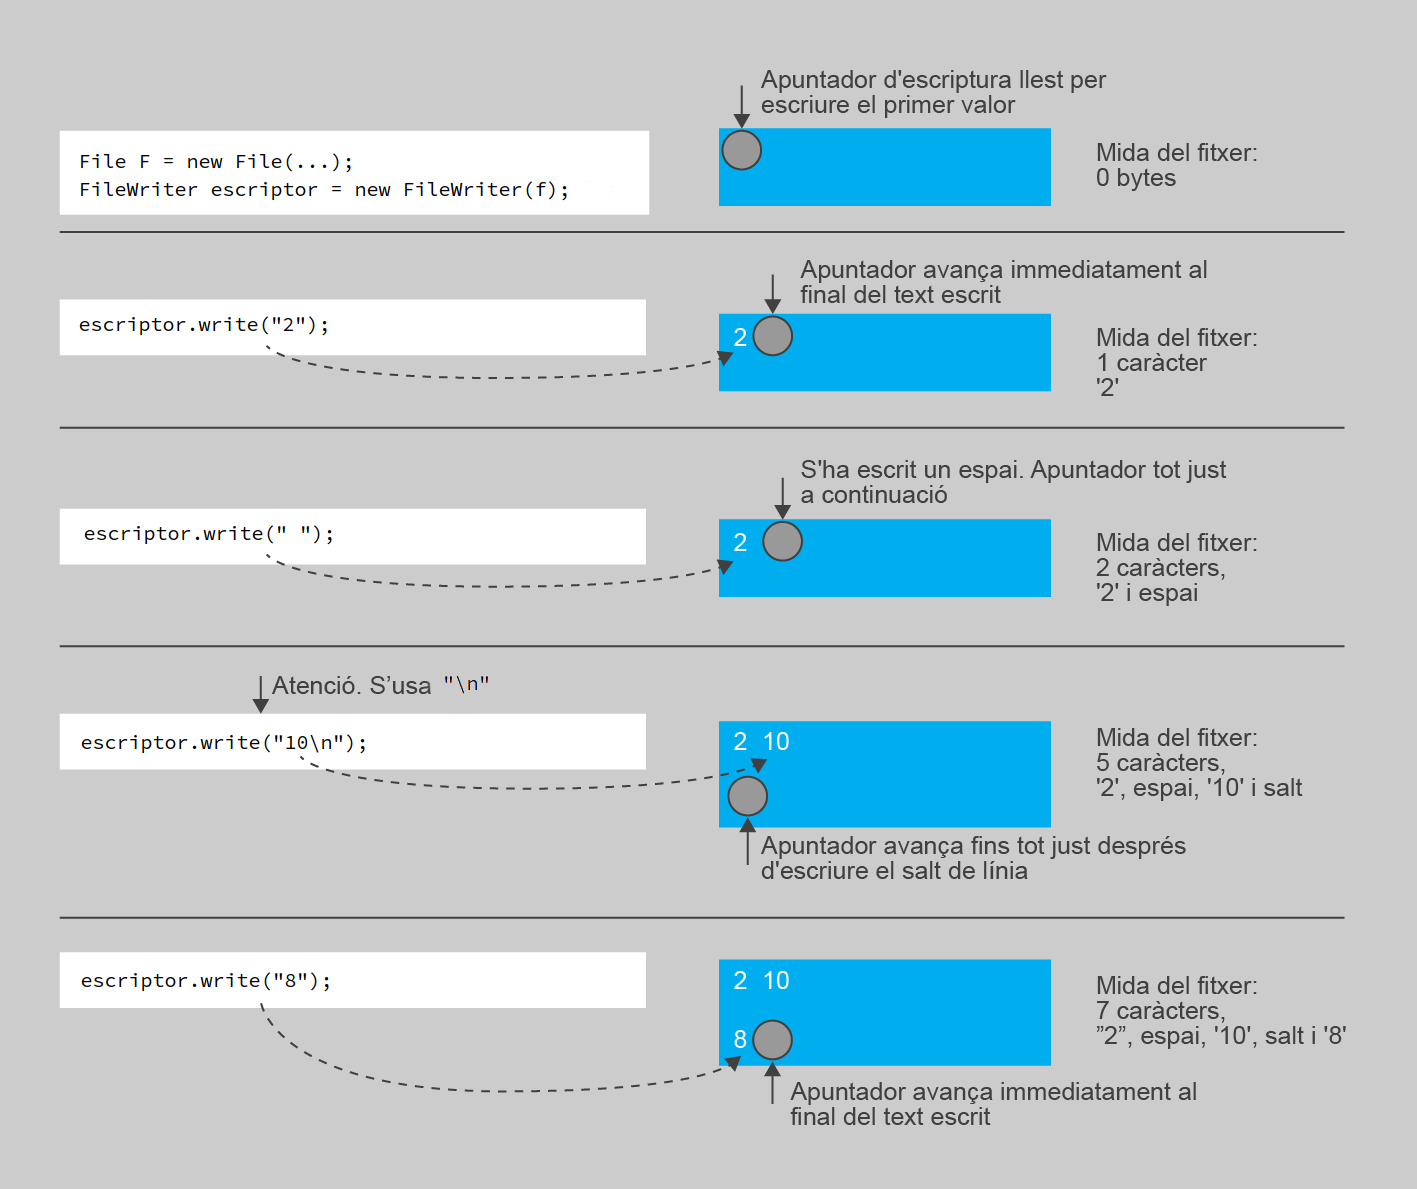 Apuntador d'escriptura llest per
escriure el primer valor
File F = new File(...);
FileWriter escriptor = new FileWriter(f);
Mida del fitxer:
0 bytes
Apuntador avança immediatament al
final del text escrit
escriptor.write("2");
2
Mida del fitxer:
1 caràcter
'2'
S'ha escrit un espai. Apuntador tot just
a continuació
escriptor.write(" ");
2
Mida del fitxer:
2 caràcters,
'2' i espai
Atenció. S’usa "\n"
escriptor.write("10\n");
2 10
Mida del fitxer:
5 caràcters,
'2', espai, '10' i salt
Apuntador avança fins tot just després
d'escriure el salt de línia
escriptor.write("8");
2 10
8
Mida del fitxer:
7 caràcters,
”2”, espai, '10', salt i '8'
Apuntador avança immediatament al
final del text escrit